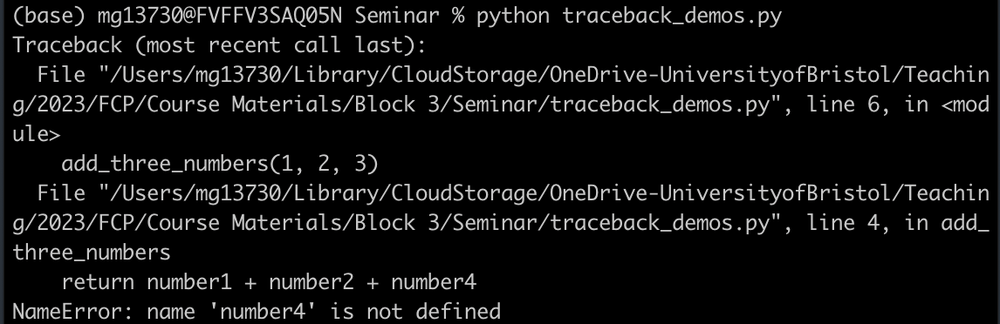 (base) mg13730@FVFFV3SAQ05N Seminar % python traceback_demos.py
Traceback (most recent call last):
  File "/Users/mg13730/Library/CloudStorage/OneDrive-UniversityofBristol/Teachin
g/2023/FCP/Course Materials/Block 3/Seminar/traceback_demos.py", line 6, in <mod
ule>
    add_three_numbers(1, 2, 3)
  File "/Users/mg13730/Library/CloudStorage/OneDrive-UniversityofBristol/Teachin
g/2023/FCP/Course Materials/Block 3/Seminar/traceback_demos.py", line 4, in add_
three_numbers
    return number1 + number2 + number4
NameError: name 'number4' is not defined